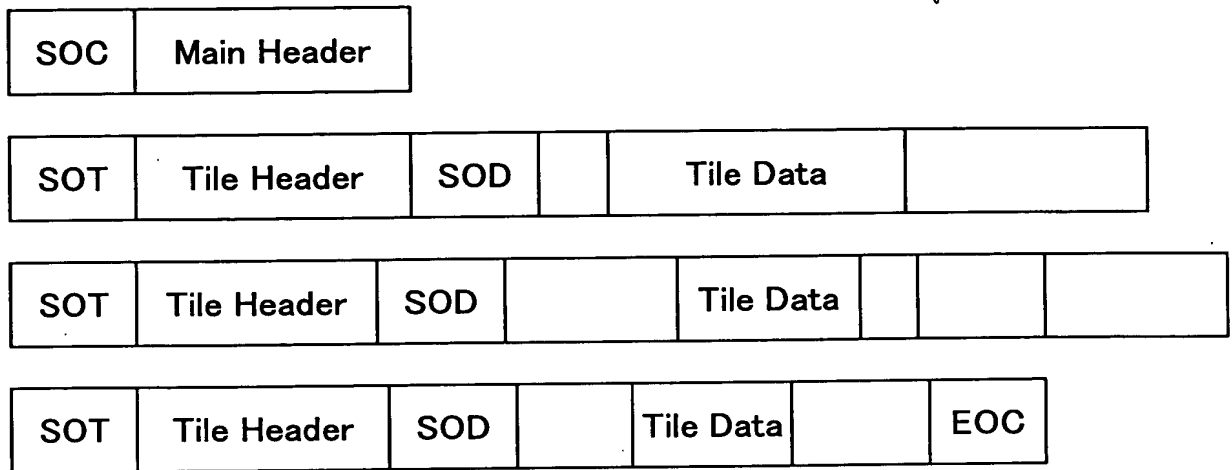 SOC Main Header
SOT Tile Header SOD Tile Data
SOT Tile Header SOD Tile Data
SOT Tile Header SOD Tile Data EOC